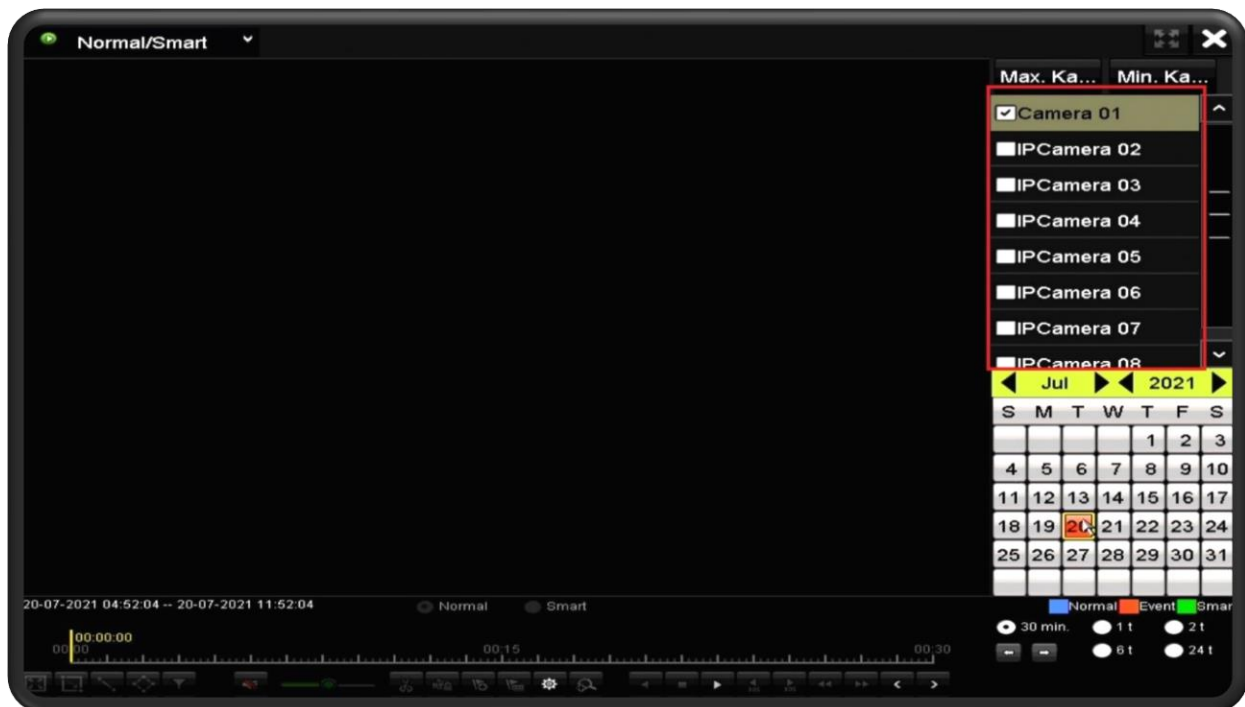 Normal/Smart
Max. Ka... Min. Ka...
Camera 01
IPCamera 02
IPCamera 03
IPCamera 04
IPCamera 05
IPCamera 06
IPCamera 07
IPCamera 08
Jul 2021
S M T W T F S
1 2 3
4 5 6 7 8 9 10
11 12 13 14 15 16 17
18 19 20 21 22 23 24
25 26 27 28 29 30 31
20-07-2021 04:52:04 -- 20-07-2021 11:52:04 Normal Smart
Normal Event Smar
30 min. 1 t 2 t
6 t 24 t
00:00:00
00:00 00:15 00:30